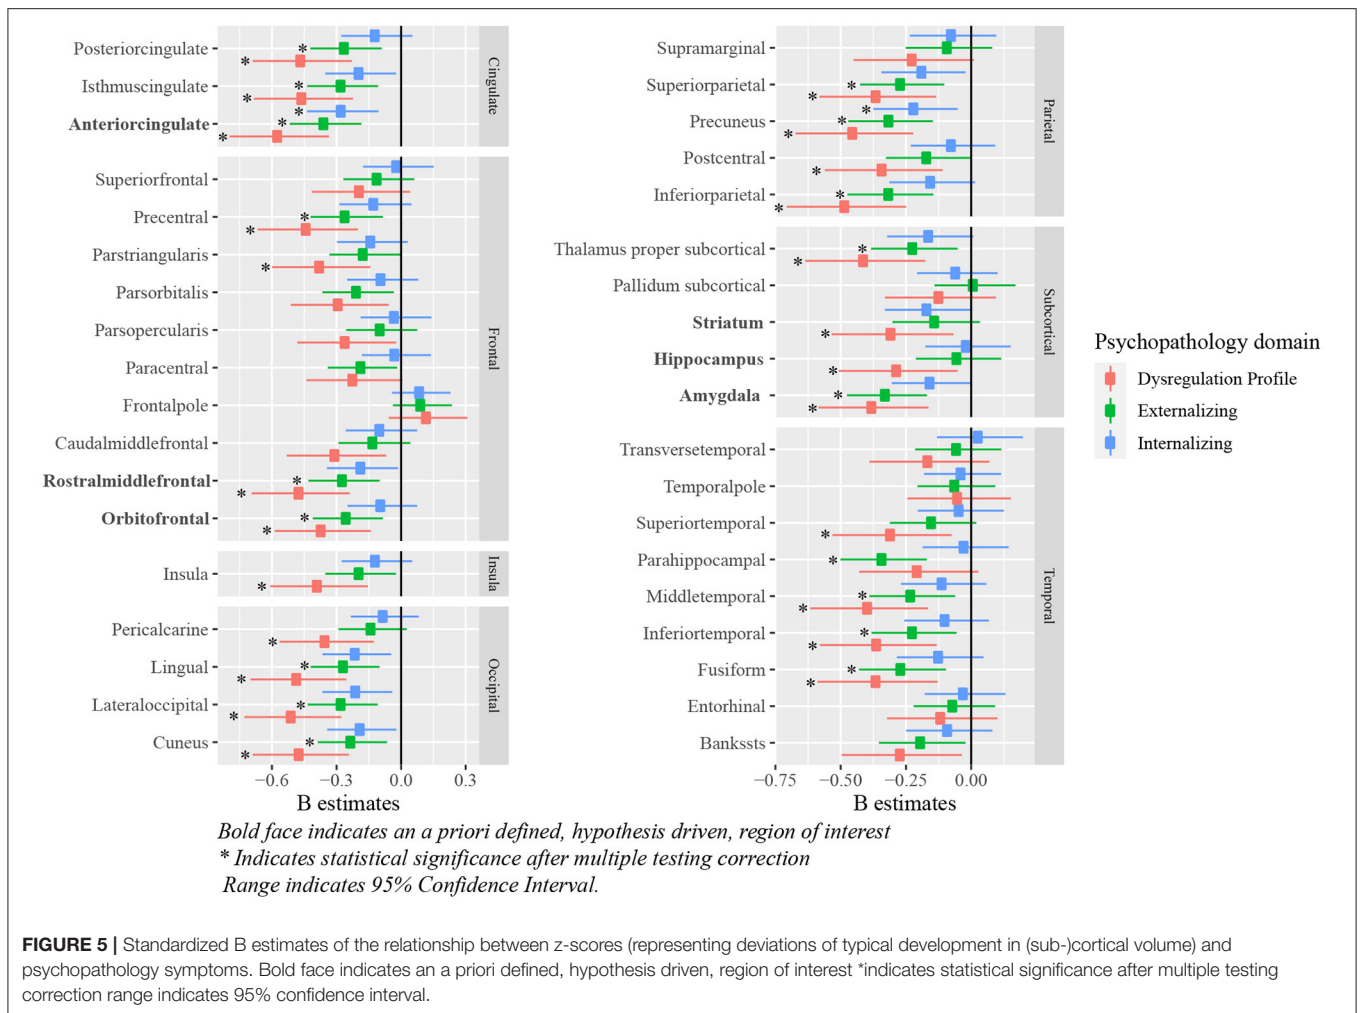 Posteriorcingulate
*
*
Isthmuscingulate
*
*
*
Anteriorcingulate
*
*
Cingulate
Superiorfrontal
Precentral
*
*
Parstriangularis
*
Parsorbitalis
Parsopercularis
Paracentral
Frontalpole
Caudalmiddlefrontal
Rostralmiddlefrontal
*
*
Orbitofrontal
*
*
Frontal
Insula
*
Insula
Pericalcarine
*
Lingual
*
*
Lateraloccipital
*
*
Cuneus
*
*
Occipital
−0.6 −0.3 0.0 0.3
B estimates
Supramarginal
Superiorparietal
*
*
*
Precuneus
*
*
Postcentral
*
Inferiorparietal
*
*
Parietal
Thalamus proper subcortical
*
*
Pallidum subcortical
Striatum
*
Hippocampus
*
Amygdala
*
*
Subcortical
Transversetemporal
Temporalpole
Superiortemporal
*
Parahippocampal
*
Middletemporal
*
*
Inferiortemporal
*
*
Fusiform
*
*
Entorhinal
Bankssts
Temporal
−0.75 −0.50 −0.25 0.00
B estimates
Psychopathology domain
Dysregulation Profile
Externalizing
Internalizing
Bold face indicates an a priori defined, hypothesis driven, region of interest
* Indicates statistical significance after multiple testing correction
Range indicates 95% Confidence Interval.
FIGURE 5 | Standardized B estimates of the relationship between z-scores (representing deviations of typical development in (sub-)cortical volume) and
psychopathology symptoms. Bold face indicates an a priori defined, hypothesis driven, region of interest *indicates statistical significance after multiple testing
correction range indicates 95% confidence interval.